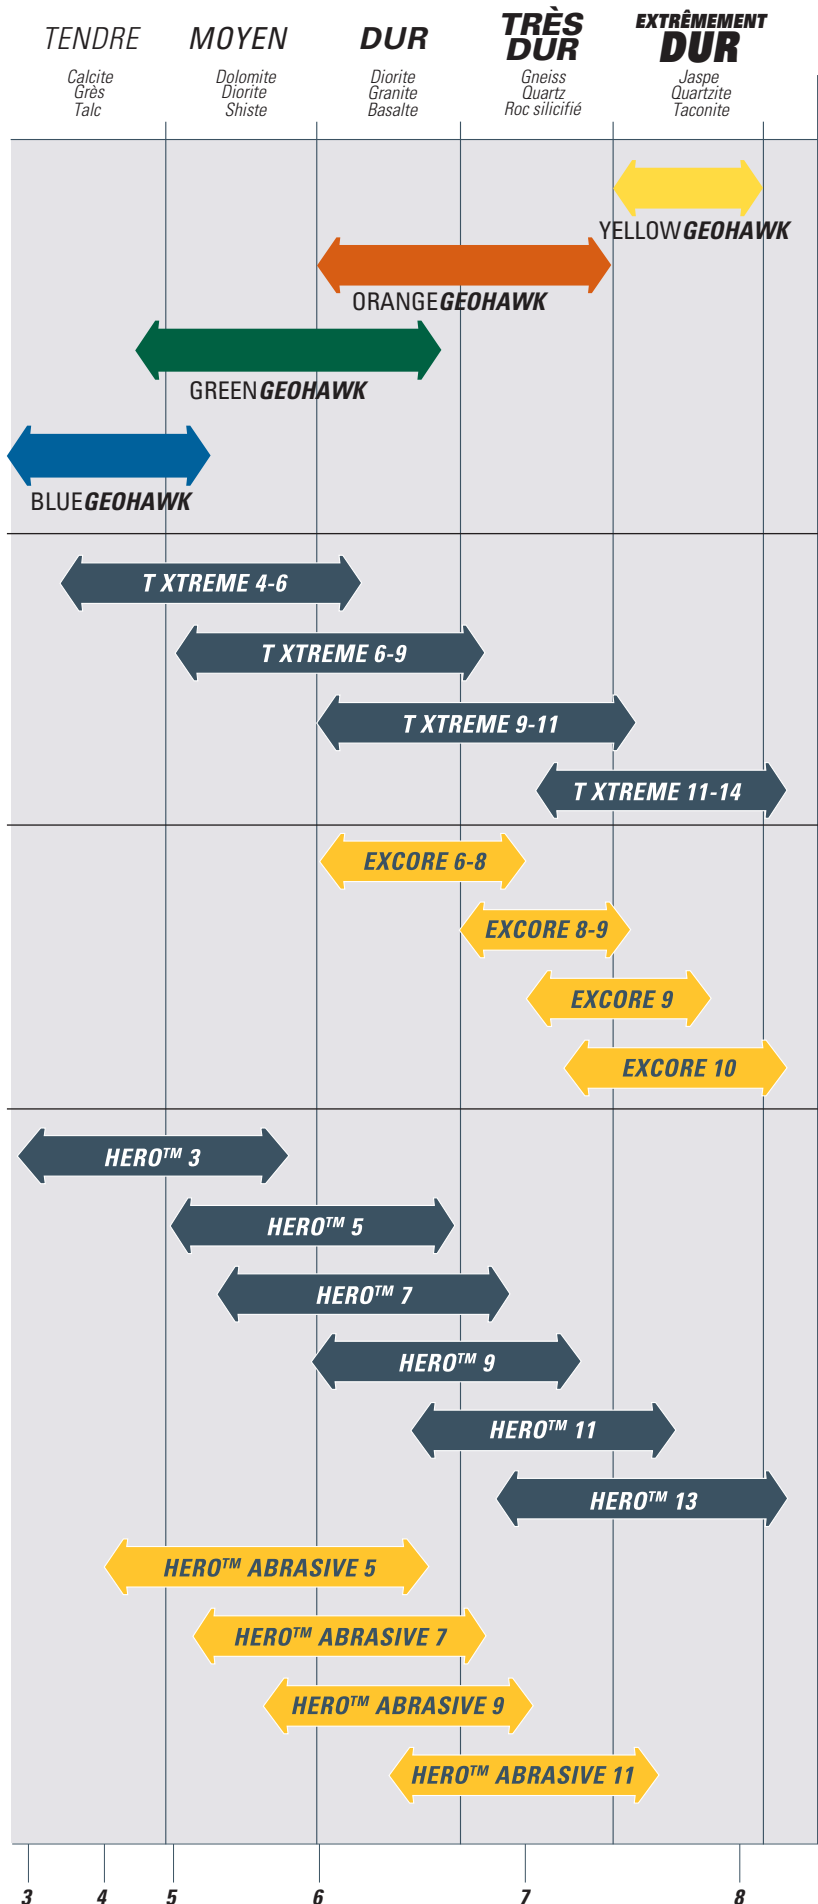 TENDRE
Calcite
Grès
Talc
MOYEN
Dolomite
Diorite
Shiste
DUR
Diorite
Granite
Basalte
TRÈS
DUR
Gneiss
Quartz
Roc silicifié
EXTRÊMEMENT
DUR
Jaspe
Quartzite
Taconite
YELLOWGEOHAWK
ORANGEGEOHAWK
GREENGEOHAWK
BLUEGEOHAWK
T XTREME 4-6
T XTREME 6-9
T XTREME 9-11
T XTREME 11-14
EXCORE 6-8
EXCORE 8-9
EXCORE 9
EXCORE 10
HERO™ 3
HERO™ 5
HERO™ 7
HERO™ 9
HERO™ 11
HERO™ 13
HERO™ ABRASIVE 5
HERO™ ABRASIVE 7
HERO™ ABRASIVE 9
HERO™ ABRASIVE 11
3 4 5 6 7 8